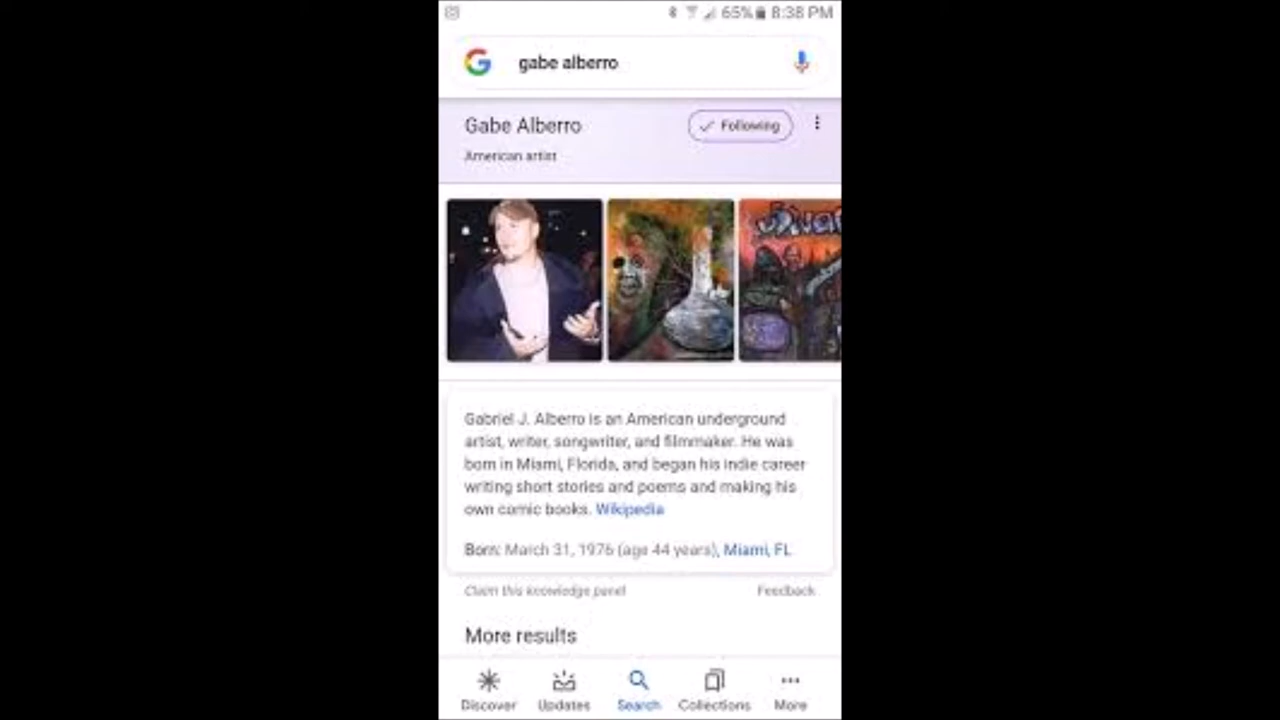 65% 8:38 PM
gabe alberro
Gabe Alberro
Following
American artist
Gabriel J. Alberro is an American underground
artist, writer, songwriter, and filmmaker. He was
born in Miami, Florida, and began his indie career
writing short stories and poems and making his
own comic books. Wikipedia
Born: March 31, 1976 (age 44 years), Miami, FL
Claim this knowledge panel Feedback
More results
Discover Updates Search Collections More